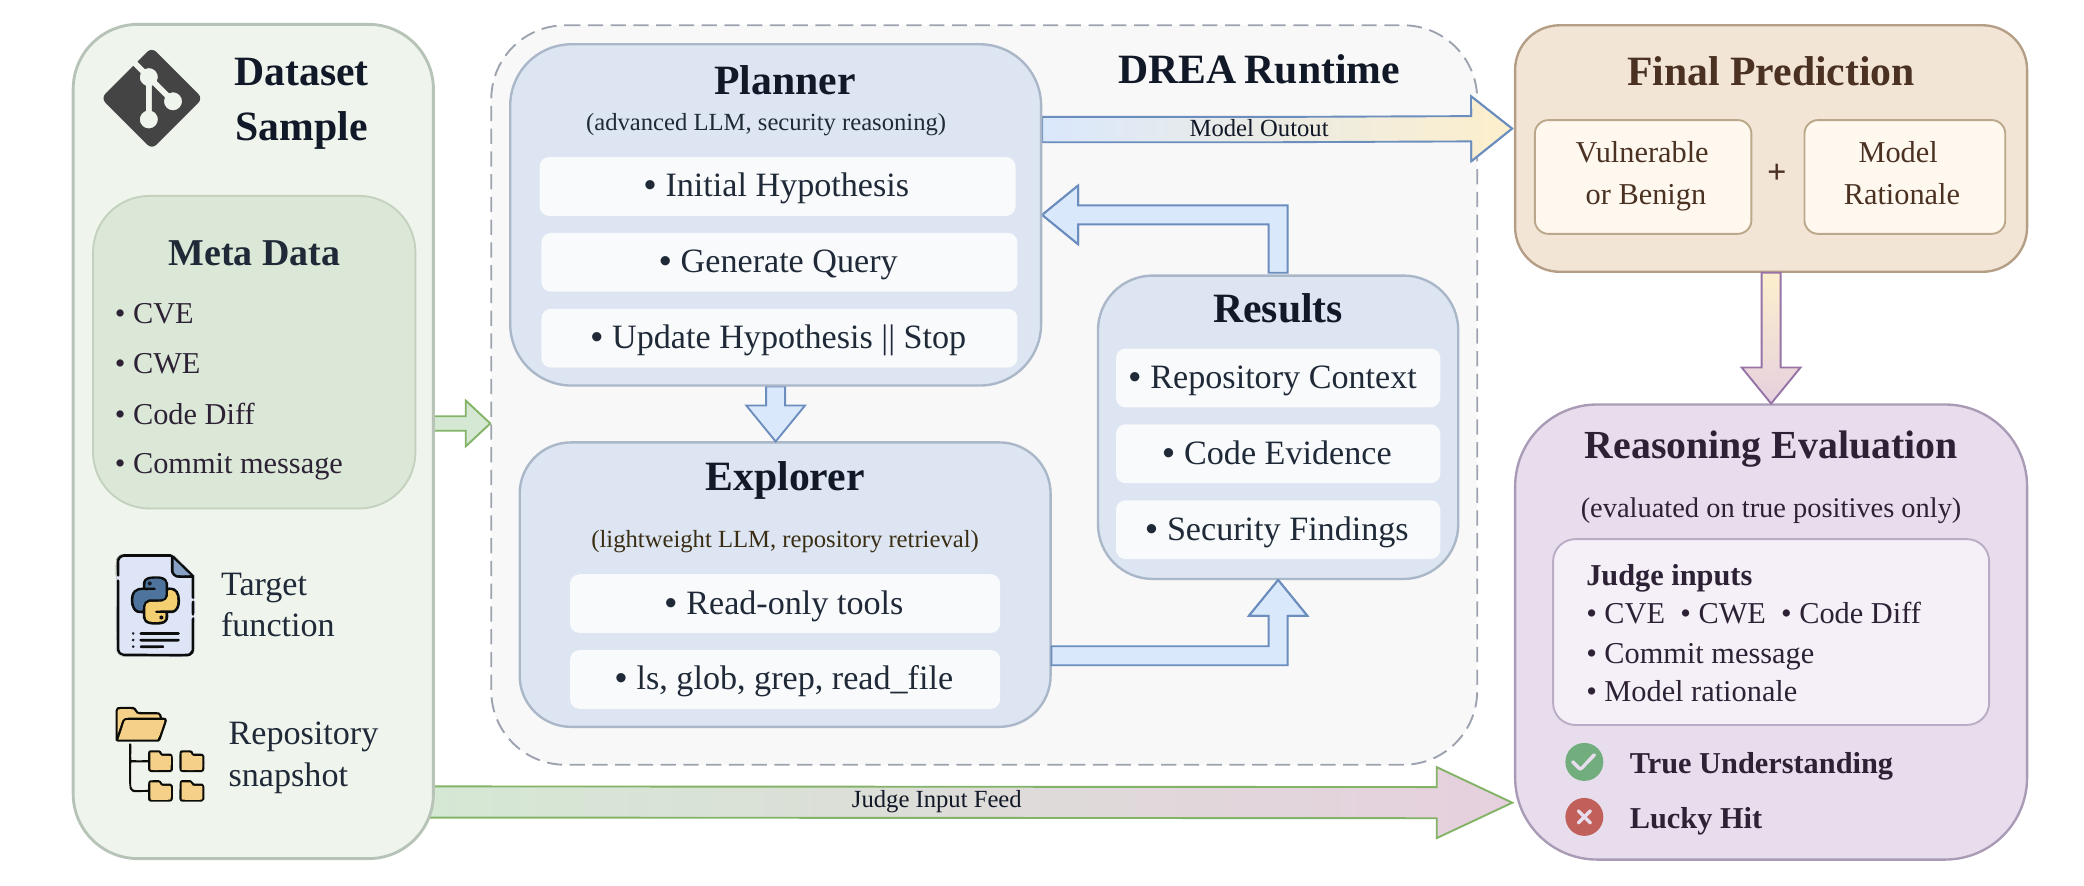 Dataset
Sample
Meta Data
• CVE
• CWE
• Code Diff
• Commit message
Target
function
Repository
snapshot
DREA Runtime
Planner
(advanced LLM, security reasoning)
• Initial Hypothesis
• Generate Query
• Update Hypothesis || Stop
Model Outout
Explorer
(lightweight LLM, repository retrieval)
• Read-only tools
• ls, glob, grep, read_file
Results
• Repository Context
• Code Evidence
• Security Findings
Judge Input Feed
Final Prediction
Vulnerable
or Benign
+
Model
Rationale
Reasoning Evaluation
(evaluated on true positives only)
Judge inputs
• CVE • CWE • Code Diff
• Commit message
• Model rationale
True Understanding
Lucky Hit